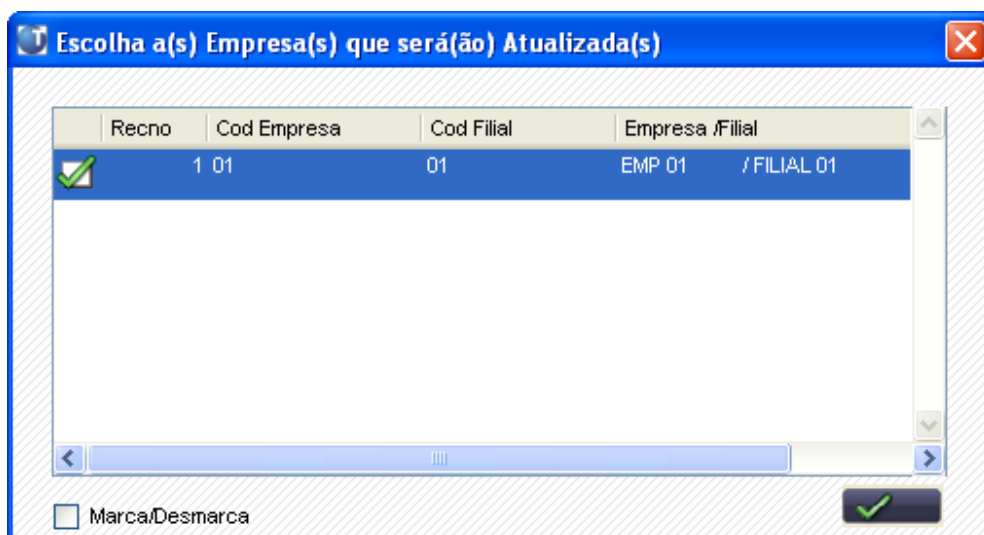 Escolha a(s) Empresa(s) que será(ão) Atualizada(s)
Recno Cod Empresa Cod Filial Empresa /Filial
1 01 01 EMP 01 / FILIAL 01
Marca/Desmarca